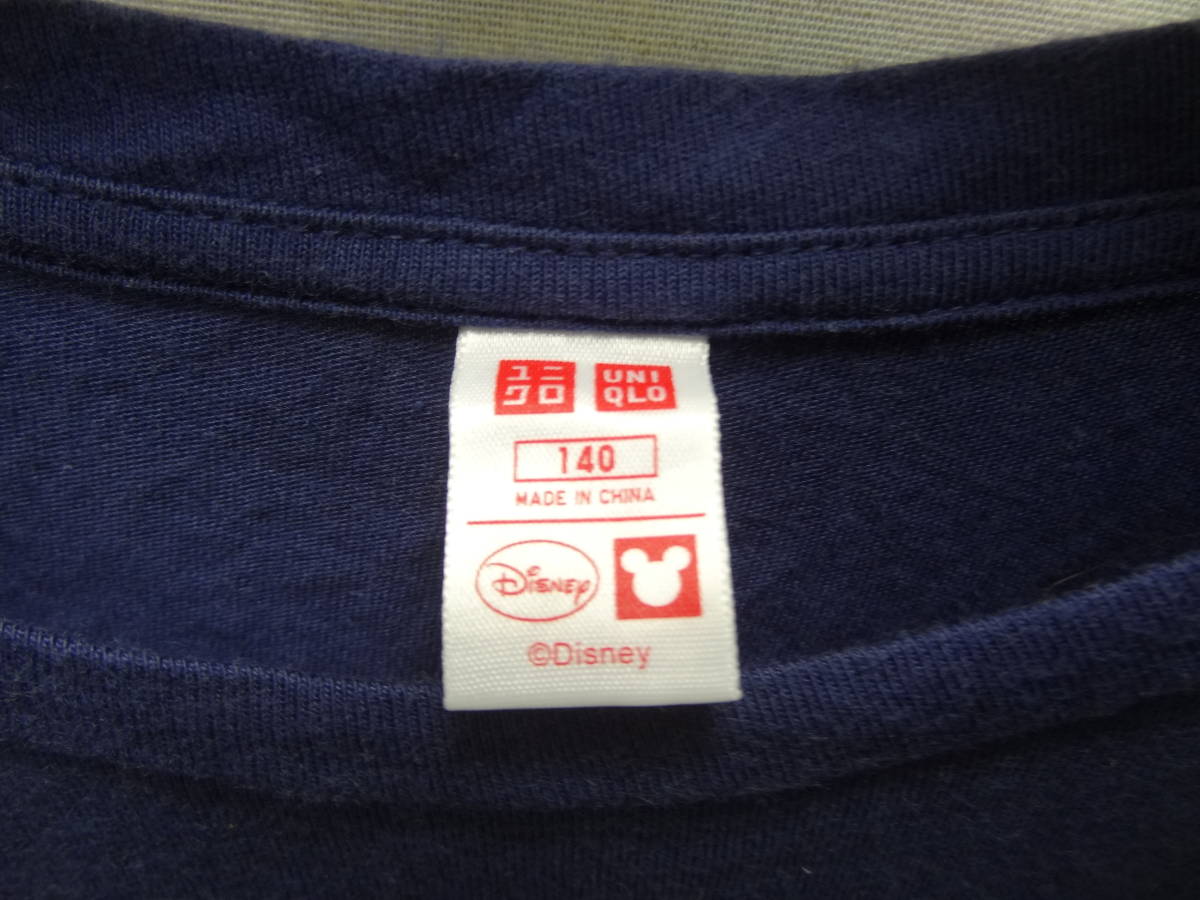 ユニ UNI
クロ QLO
140
MADE IN CHINA
Disney
©Disney